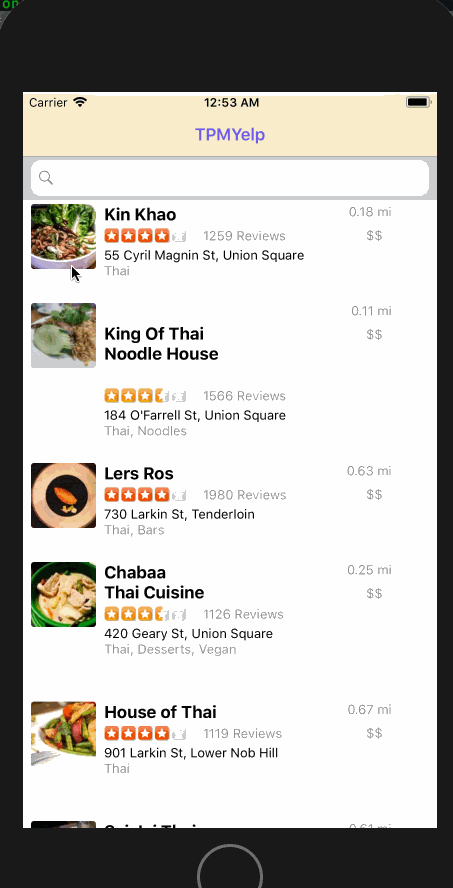 Carrier 12:53 AM
TPMYelp
Kin Khao 0.18 mi
1259 Reviews $$
55 Cyril Magnin St, Union Square
Thai
0.11 mi
King Of Thai $$
Noodle House
1566 Reviews
184 O'Farrell St, Union Square
Thai, Noodles
Lers Ros 0.63 mi
1980 Reviews $$
730 Larkin St, Tenderloin
Thai, Bars
Chabaa 0.25 mi
Thai Cuisine $$
1126 Reviews
420 Geary St, Union Square
Thai, Desserts, Vegan
House of Thai 0.67 mi
1119 Reviews $$
901 Larkin St, Lower Nob Hill
Thai